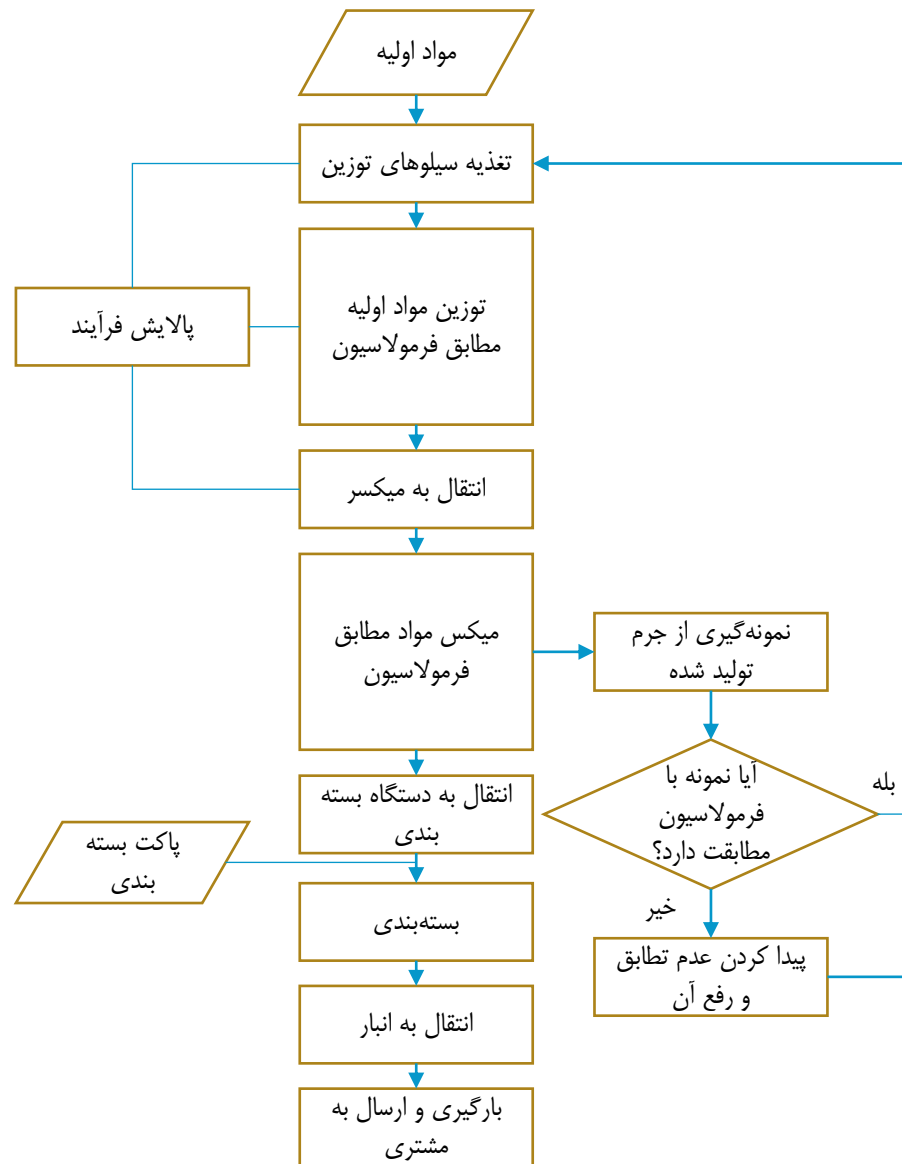 مواد اولیه
تغذیه سیلوهای توزین
توزین مواد اولیه
مطابق فرمولاسیون
پالایش فرآیند
انتقال به میکسر
میکس مواد مطابق
فرمولاسیون
نمونه‌گیری از جرم
تولید شده
آیا نمونه با
فرمولاسیون
مطابقت دارد؟
بله
خیر
پیدا کردن عدم تطابق
و رفع آن
انتقال به دستگاه بسته
بندی
پاکت بسته
بندی
بسته‌بندی
انتقال به انبار
بارگیری و ارسال به
مشتری